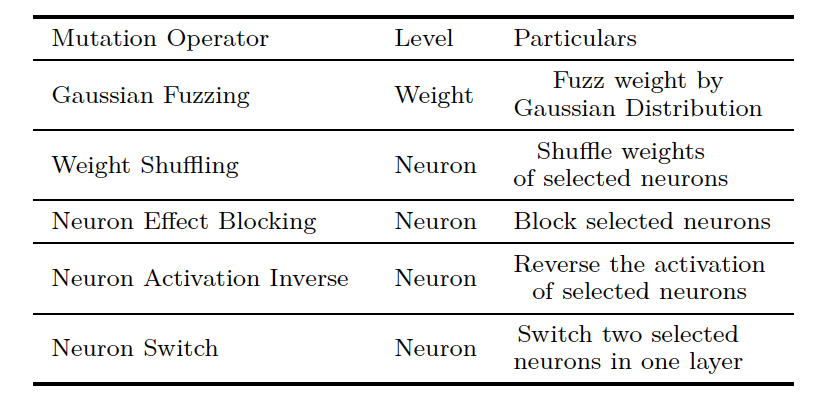 Mutation Operator Level Particulars
Gaussian Fuzzing Weight Fuzz weight by
Gaussian Distribution
Weight Shuffling Neuron Shuffle weights
of selected neurons
Neuron Effect Blocking Neuron Block selected neurons
Neuron Activation Inverse Neuron Reverse the activation
of selected neurons
Neuron Switch Neuron Switch two selected
neurons in one layer